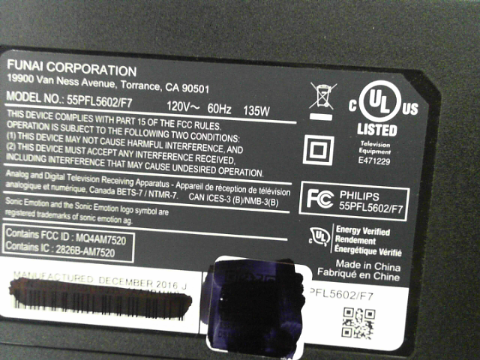 FUNAI CORPORATION
19900 Van Ness Avenue, Torrance, CA 90501
MODEL NO.: 55PFL5602/F7 120V~ 60Hz 135W
THIS DEVICE COMPLIES WITH PART 15 OF THE FCC RULES.
OPERATION IS SUBJECT TO THE FOLLOWING TWO CONDITIONS:
(1) THIS DEVICE MAY NOT CAUSE HARMFUL INTERFERENCE, AND
(2) THIS DEVICE MUST ACCEPT ANY INTERFERENCE RECEIVED,
INCLUDING INTERFERENCE THAT MAY CAUSE UNDESIRED OPERATION.
Analog and Digital Television Receiving Apparatus - Appareil de réception de télévision
analogique et numérique, Canada BETS-7 / NTMR-7. CAN ICES-3 (B)/NMB-3(B)
Sonic Emotion and the Sonic Emotion logo symbol are
registered trademarks of sonic emotion ag.
Contains FCC ID : MQ4AM7520
Contains IC : 2826B-AM7520
MANUFACTURED DECEMBER 2016 J
C UL US
LISTED
Television
Equipment
E471229
FC PHILIPS
55PFL5602/F7
UL Energy Verified
Rendement
Énergétique Vérifié
Made in China
Fabriqué en Chine
PFL5602/F7